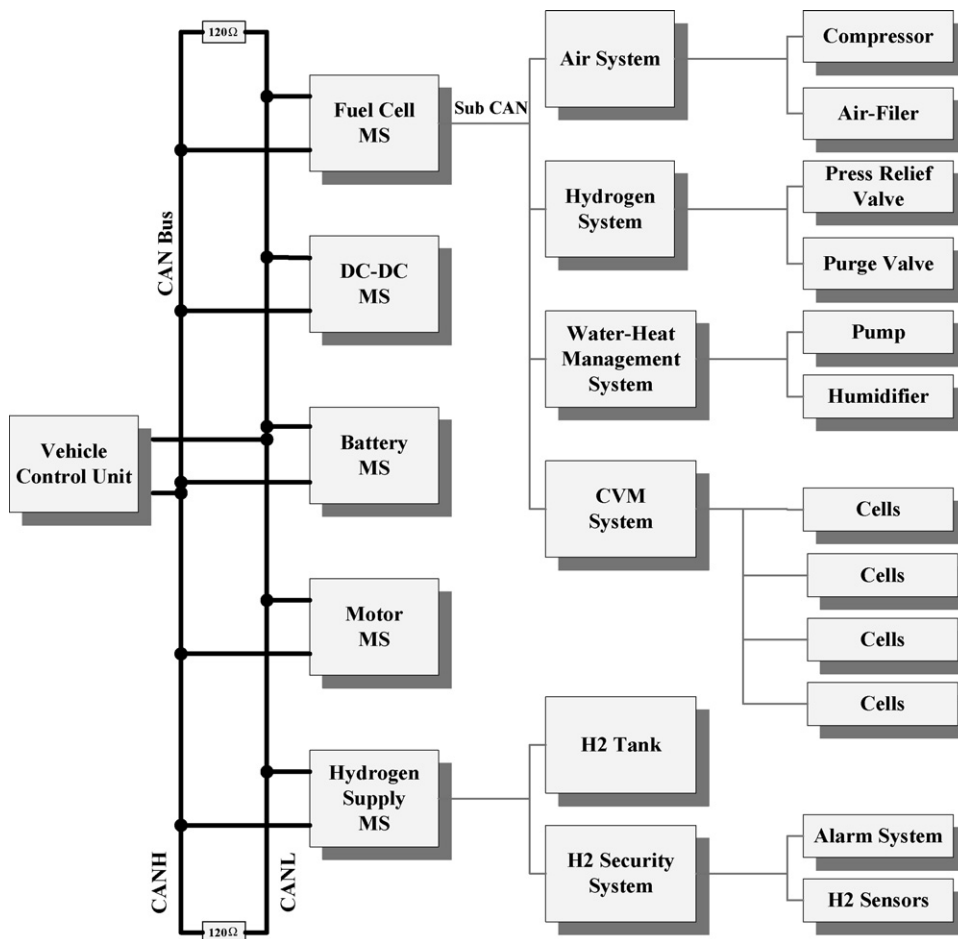 120Ω
CAN Bus
CANH
CANL
120Ω
Vehicle
Control Unit
Fuel Cell
MS
Sub CAN
DC-DC
MS
Battery
MS
Motor
MS
Hydrogen
Supply
MS
Air System
Hydrogen
System
Water-Heat
Management
System
CVM
System
H2 Tank
H2 Security
System
Compressor
Air-Filer
Press Relief
Valve
Purge Valve
Pump
Humidifier
Cells
Cells
Cells
Cells
Alarm System
H2 Sensors